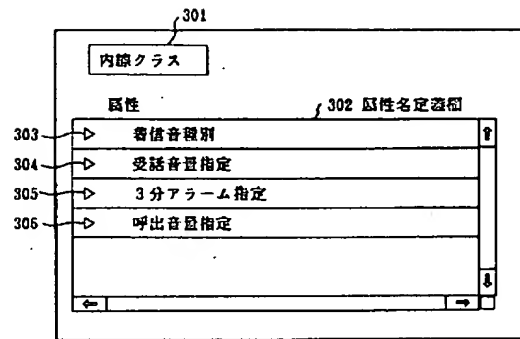 301
内線クラス
属性
302 属性名定義欄
303
着信音種別
304
受話音量指定
305
3分アラーム指定
306
呼出音量指定